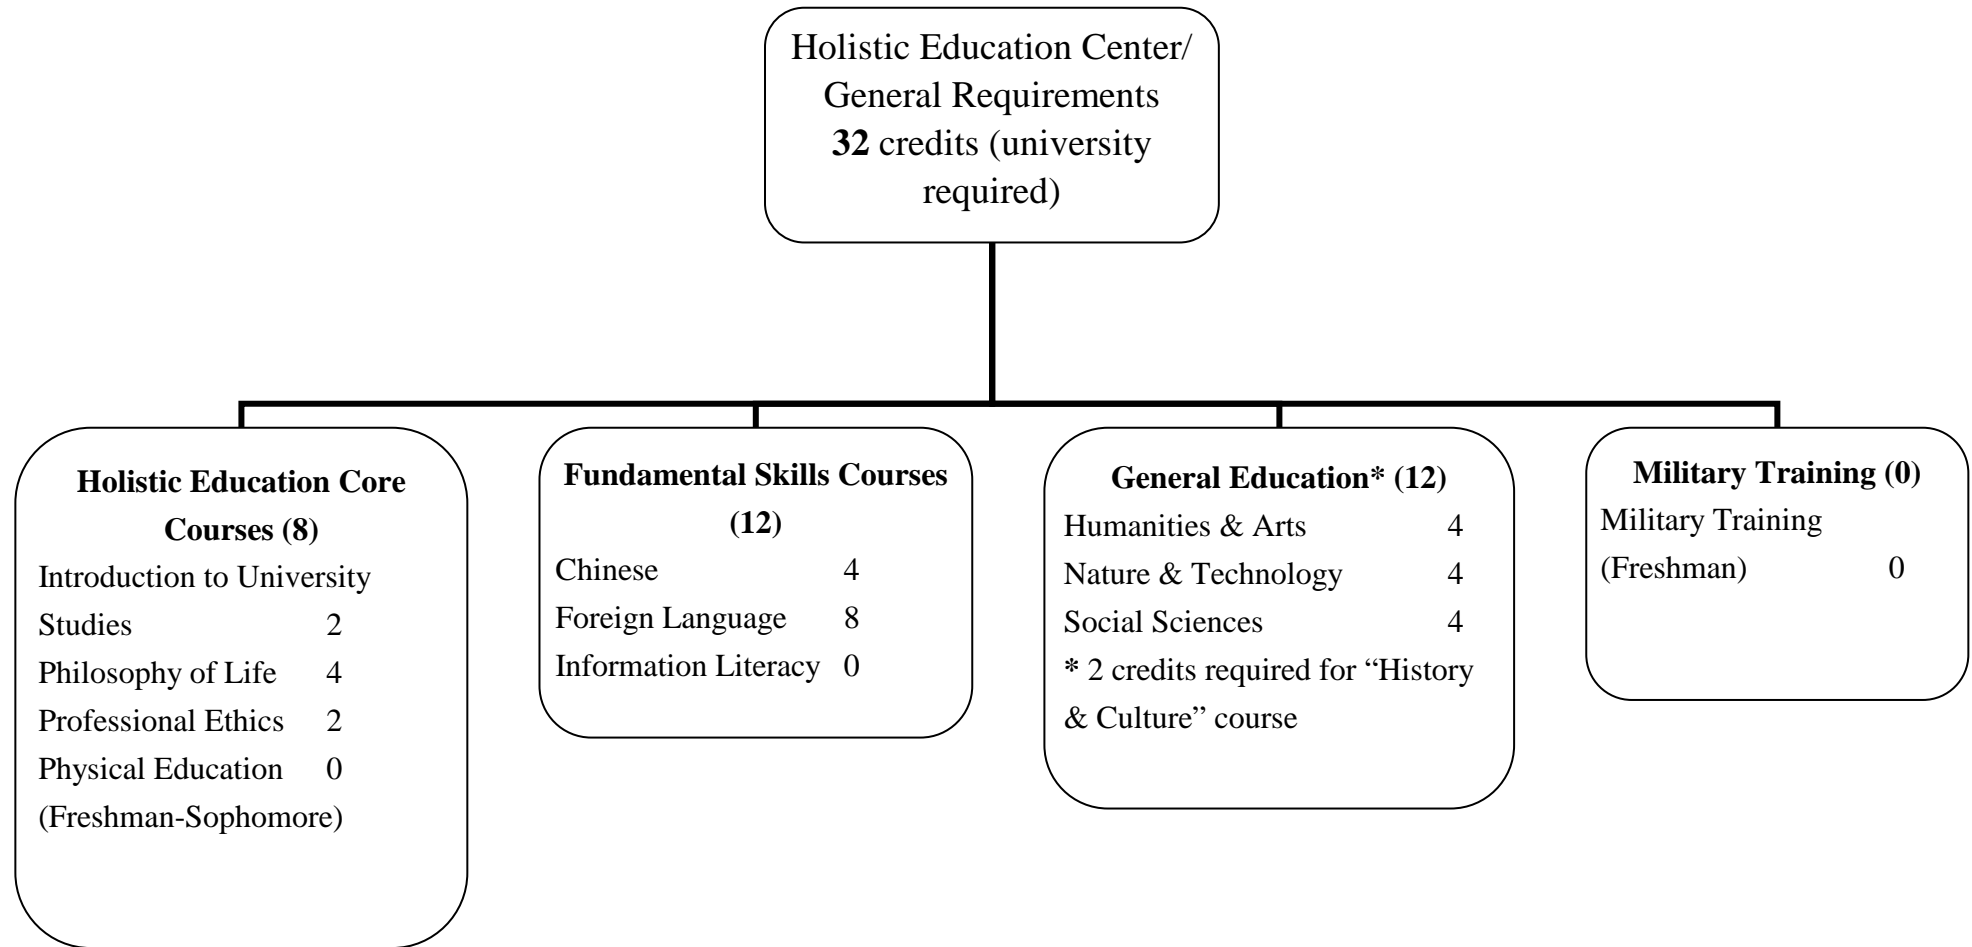 Holistic Education Center/
General Requirements
32 credits (university
required)
Holistic Education Core
Courses (8)
Introduction to University
Studies 2
Philosophy of Life 4
Professional Ethics 2
Physical Education 0
(Freshman-Sophomore)
Fundamental Skills Courses
(12)
Chinese 4
Foreign Language 8
Information Literacy 0
General Education* (12)
Humanities & Arts 4
Nature & Technology 4
Social Sciences 4
* 2 credits required for “History
& Culture” course
Military Training (0)
Military Training
(Freshman) 0